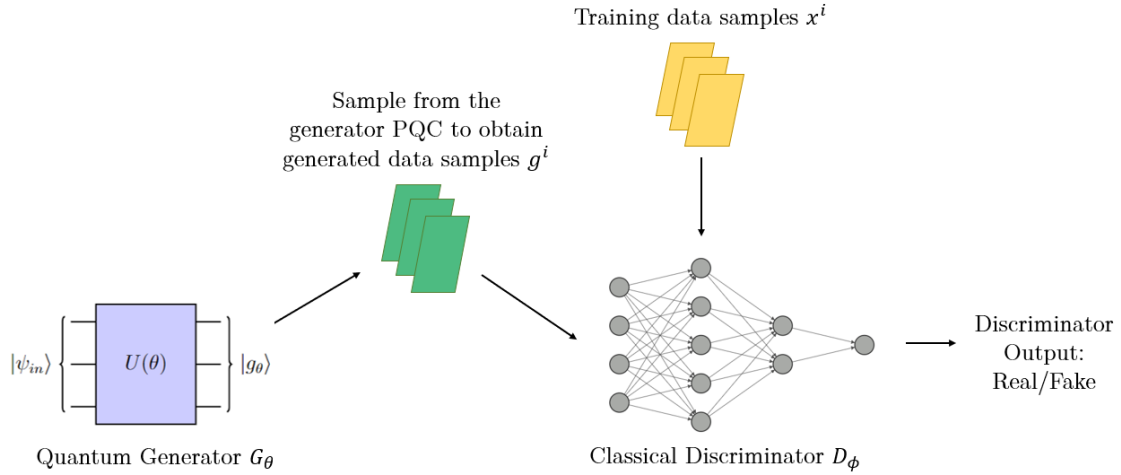 Training data samples $x^i$
Sample from the
generator PQC to obtain
generated data samples $g^i$
$|\psi_{in}\rangle$
$U(\theta)$
$|g_\theta\rangle$
Discriminator
Output:
Real/Fake
Quantum Generator $G_\theta$
Classical Discriminator $D_\phi$